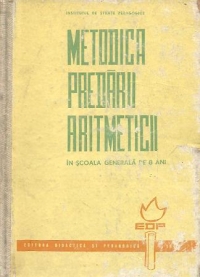 METODICA
PREDĂRII
ARITMETICII
ÎN ȘCOALA GENERALĂ DE 8 ANI
EDP
EDITURA DIDACTICĂ ȘI PEDAGOGICĂ